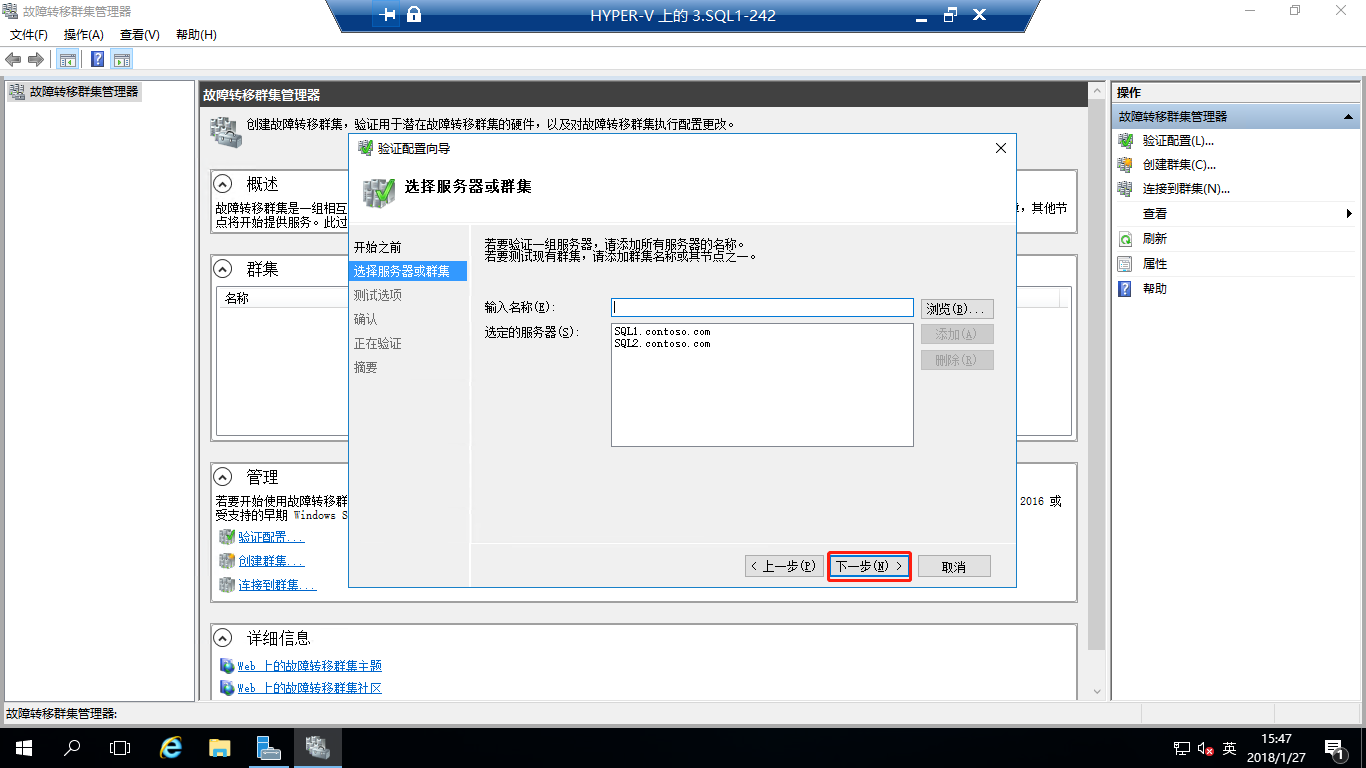 故障转移群集管理器
HYPER-V 上的 3.SQL1-242
文件(F) 操作(A) 查看(V) 帮助(H)
故障转移群集管理器
故障转移群集管理器
创建故障转移群集，验证用于潜在故障转移群集的硬件，以及对故障转移群集执行配置更改。
概述
故障转移群集是一组相互
，其他节
点将开始提供服务。此过
群集
名称
管理
若要开始使用故障转移群
2016 或
受支持的早期 Windows S
验证配置...
创建群集...
连接到群集...
详细信息
Web 上的故障转移群集主题
Web 上的故障转移群集社区
验证配置向导
选择服务器或群集
开始之前
选择服务器或群集
测试选项
确认
正在验证
摘要
若要验证一组服务器，请添加所有服务器的名称。
若要测试现有群集，请添加群集名称或其节点之一。
输入名称(E):
浏览(B)...
选定的服务器(S):
SQL1.contoso.com
SQL2.contoso.com
添加(A)
删除(R)
< 上一步(P)
下一步(N) >
取消
操作
故障转移群集管理器
验证配置(L)...
创建群集(C)...
连接到群集(N)...
查看
刷新
属性
帮助
故障转移群集管理器:
英
15:47
2018/1/27
1